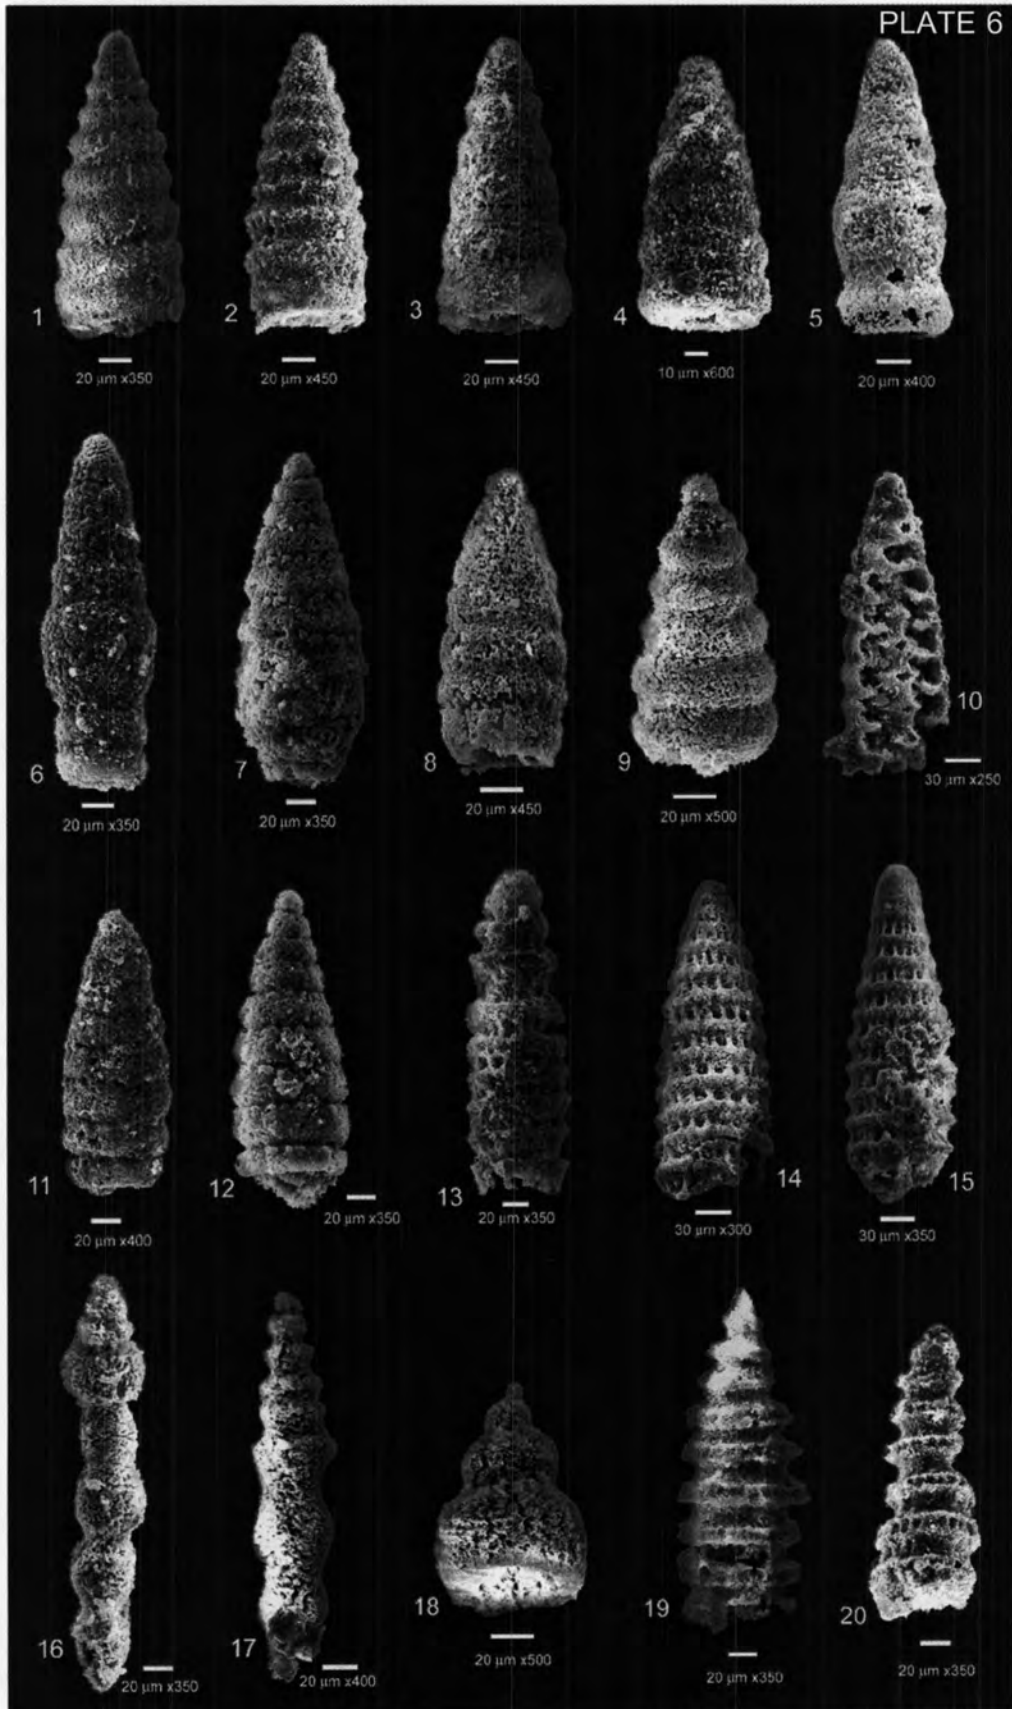 PLATE 6
1
2
3
4
5
20 µm x350
20 µm x450
20 µm x450
10 µm x600
20 µm x400
6
7
8
9
10
20 µm x350
20 µm x350
20 µm x450
20 µm x500
30 µm x250
11
12
13
14
15
20 µm x400
20 µm x350
20 µm x350
30 µm x300
30 µm x350
16
17
18
19
20
20 µm x350
20 µm x400
20 µm x500
20 µm x350
20 µm x350